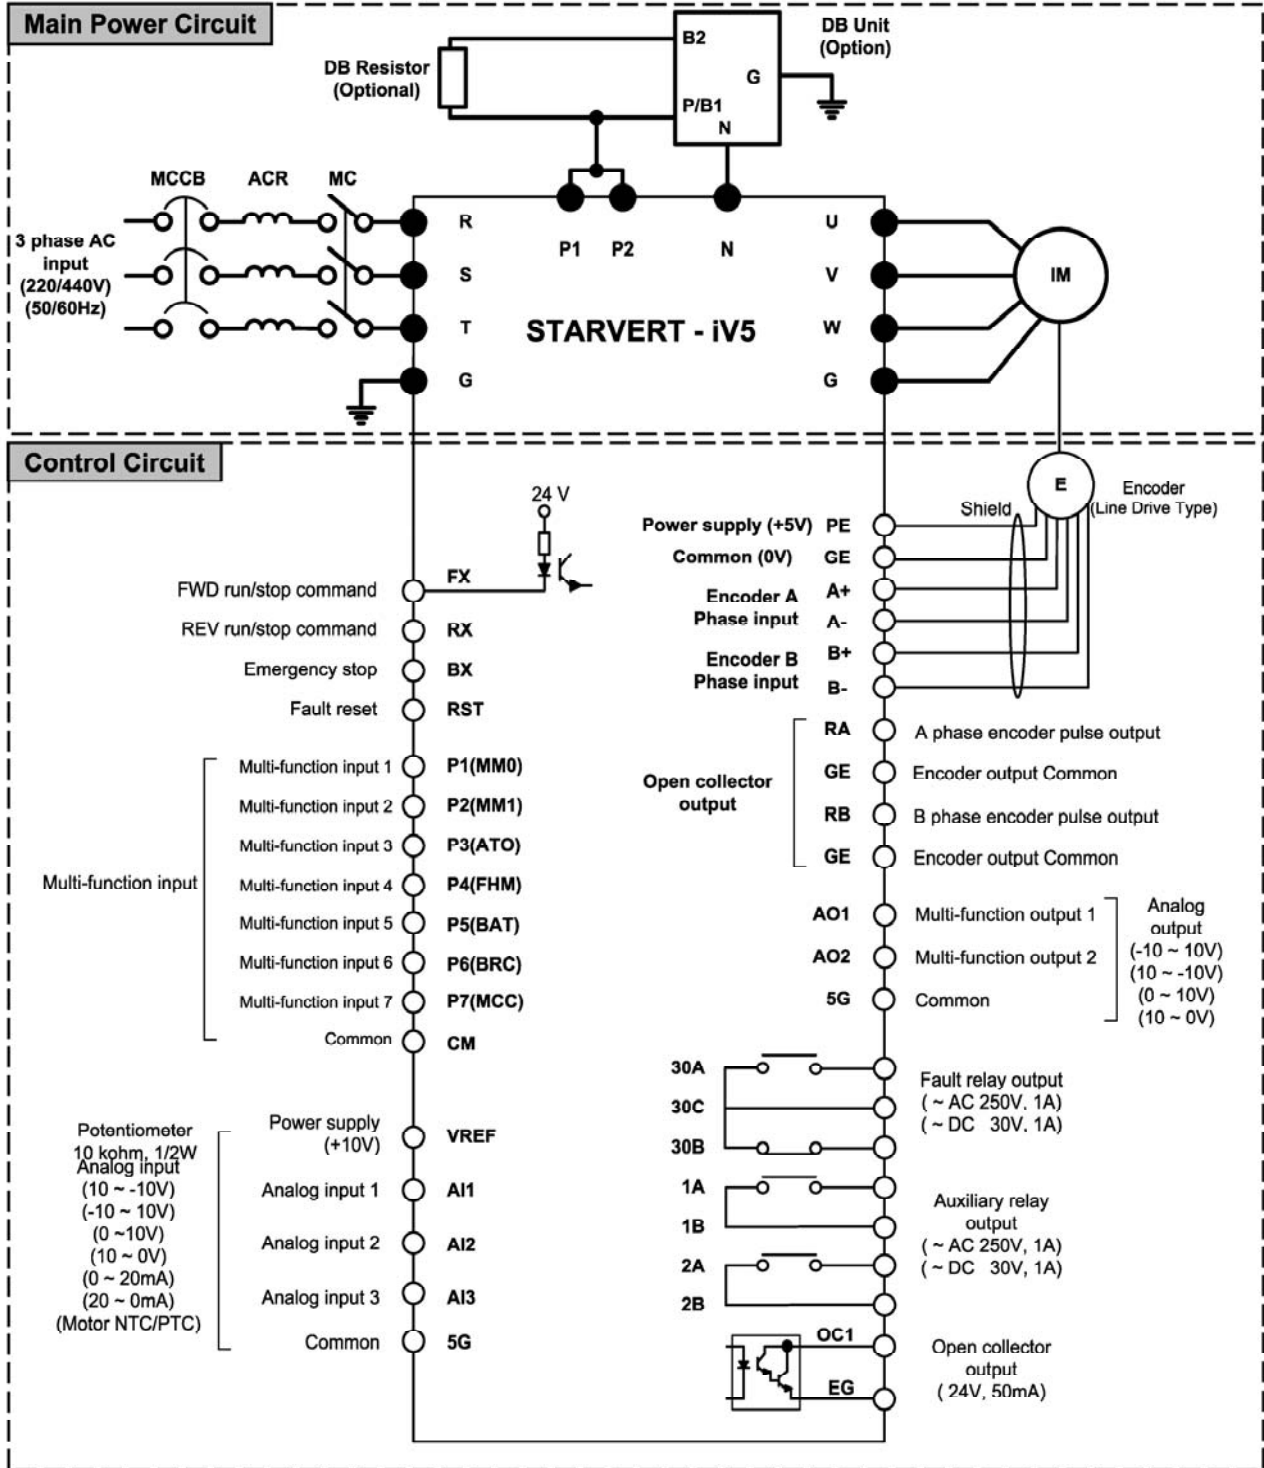 Main Power Circuit
DB Resistor
(Optional)
B2
G
P/B1
N
DB Unit
(Option)
MCCB
ACR
MC
3 phase AC
input
(220/440V)
(50/60Hz)
R
S
T
G
P1
P2
N
STARVERT - iV5
U
V
W
G
IM
Control Circuit
24 V
FWD run/stop command
FX
REV run/stop command
RX
Emergency stop
BX
Fault reset
RST
Multi-function input
Multi-function input 1
P1(MM0)
Multi-function input 2
P2(MM1)
Multi-function input 3
P3(ATO)
Multi-function input 4
P4(FHM)
Multi-function input 5
P5(BAT)
Multi-function input 6
P6(BRC)
Multi-function input 7
P7(MCC)
Common
CM
Potentiometer
10 kohm, 1/2W
Analog input
(10 ~ -10V)
(-10 ~ 10V)
(0 ~10V)
(10 ~ 0V)
(0 ~ 20mA)
(20 ~ 0mA)
(Motor NTC/PTC)
Power supply
(+10V)
VREF
Analog input 1
AI1
Analog input 2
AI2
Analog input 3
AI3
Common
5G
E
Encoder
(Line Drive Type)
Shield
Power supply (+5V)
PE
Common (0V)
GE
Encoder A
Phase input
A+
A-
Encoder B
Phase input
B+
B-
Open collector
output
RA
A phase encoder pulse output
GE
Encoder output Common
RB
B phase encoder pulse output
GE
Encoder output Common
AO1
Multi-function output 1
AO2
Multi-function output 2
5G
Common
Analog
output
(-10 ~ 10V)
(10 ~ -10V)
(0 ~ 10V)
(10 ~ 0V)
30A
30C
30B
Fault relay output
( ~ AC 250V, 1A)
( ~ DC 30V, 1A)
1A
1B
2A
2B
Auxiliary relay
output
( ~ AC 250V, 1A)
( ~ DC 30V, 1A)
OC1
EG
Open collector
output
( 24V, 50mA)